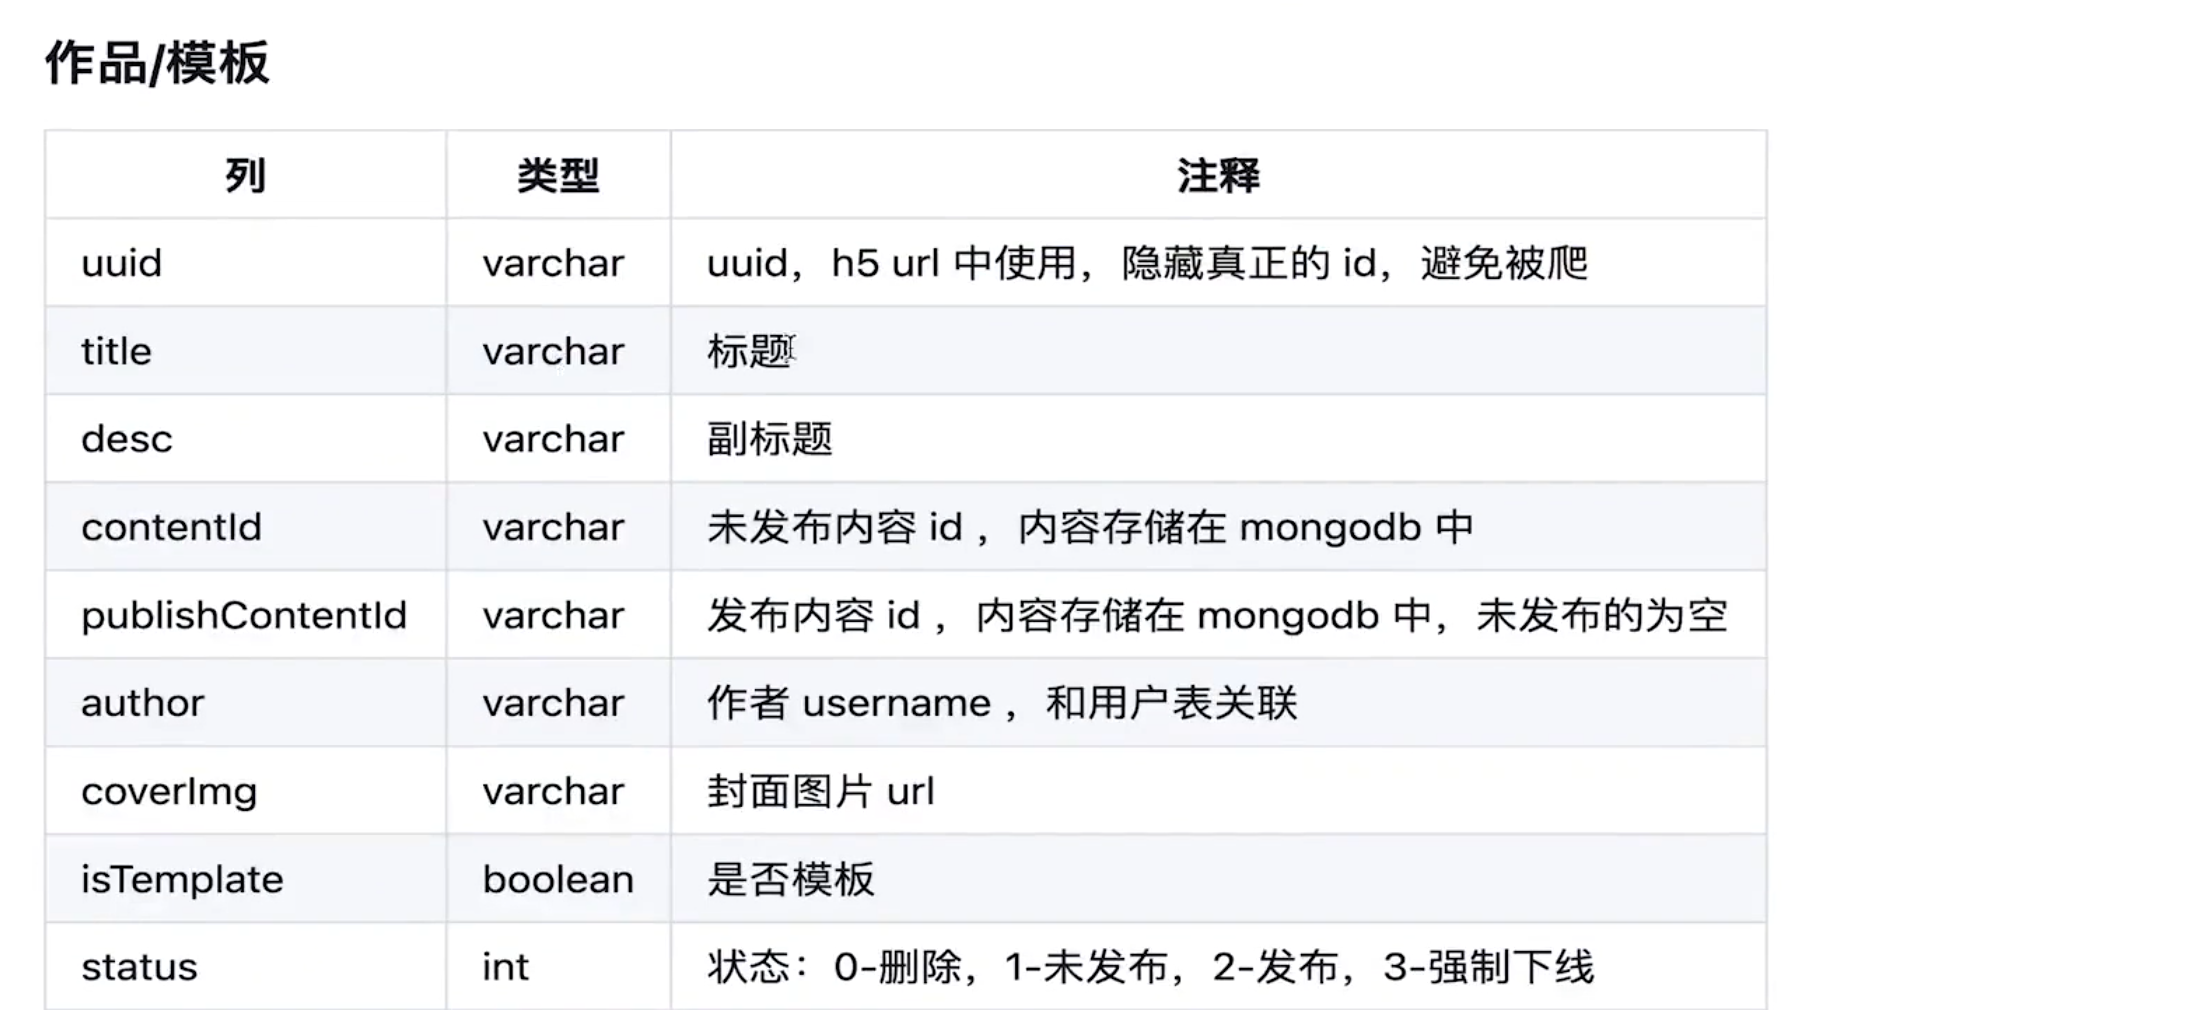 作品/模板
列 类型 注释
uuid varchar uuid，h5 url 中使用，隐藏真正的 id，避免被爬
title varchar 标题
desc varchar 副标题
contentId varchar 未发布内容 id ，内容存储在 mongodb 中
publishContentId varchar 发布内容 id ，内容存储在 mongodb 中，未发布的为空
author varchar 作者 username ，和用户表关联
coverImg varchar 封面图片 url
isTemplate boolean 是否模板
status int 状态：0-删除，1-未发布，2-发布，3-强制下线